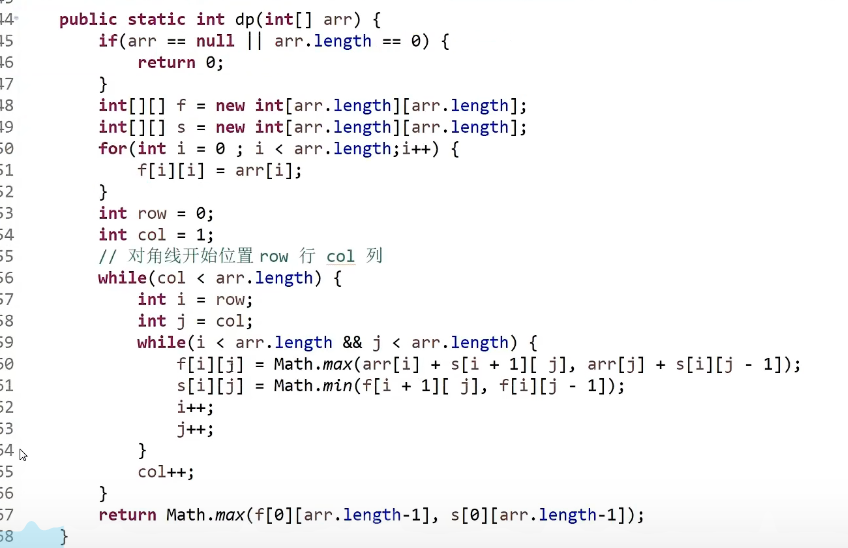 44 public static int dp(int[] arr) {
45 if(arr == null || arr.length == 0) {
46 return 0;
47 }
48 int[][] f = new int[arr.length][arr.length];
49 int[][] s = new int[arr.length][arr.length];
50 for(int i = 0 ; i < arr.length;i++) {
51 f[i][i] = arr[i];
52 }
53 int row = 0;
54 int col = 1;
55 // 对角线开始位置 row 行 col 列
56 while(col < arr.length) {
57 int i = row;
58 int j = col;
59 while(i < arr.length && j < arr.length) {
60 f[i][j] = Math.max(arr[i] + s[i + 1][ j], arr[j] + s[i][j - 1]);
61 s[i][j] = Math.min(f[i + 1][ j], f[i][j - 1]);
62 i++;
63 j++;
64 }
65 col++;
66 }
67 return Math.max(f[0][arr.length-1], s[0][arr.length-1]);
68 }